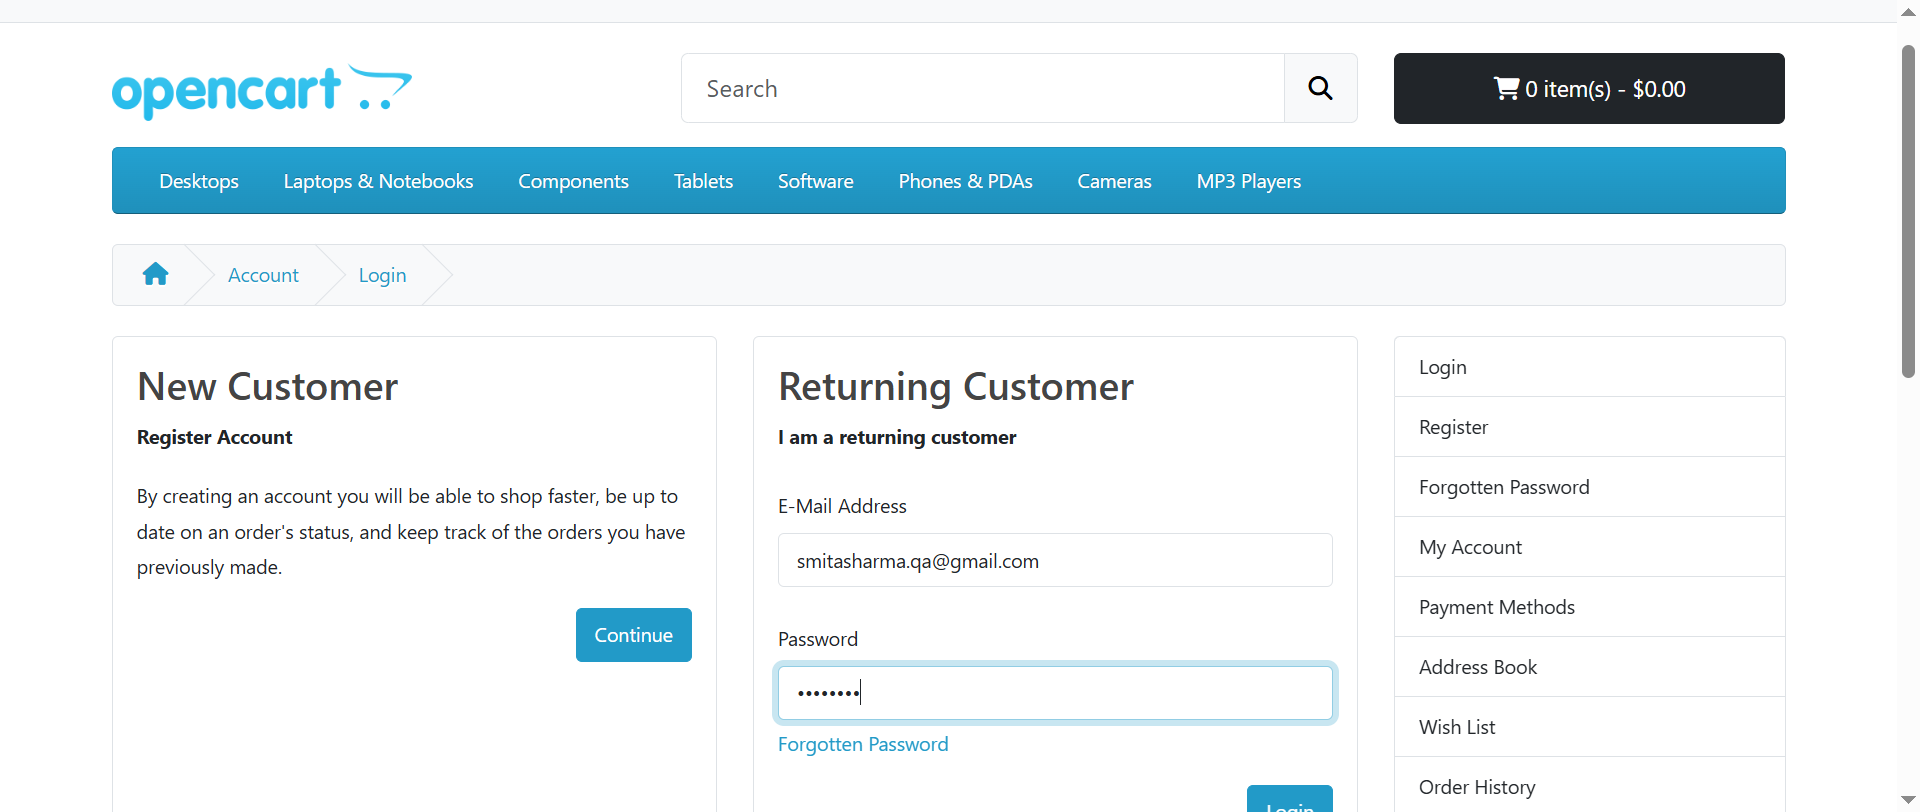 opencart
Search
0 item(s) - $0.00
Desktops
Laptops & Notebooks
Components
Tablets
Software
Phones & PDAs
Cameras
MP3 Players
Account
Login
New Customer
Register Account
By creating an account you will be able to shop faster, be up to
date on an order's status, and keep track of the orders you have
previously made.
Continue
Returning Customer
I am a returning customer
E-Mail Address
smitasharma.qa@gmail.com
Password
••••••••
Forgotten Password
Login
Login
Register
Forgotten Password
My Account
Payment Methods
Address Book
Wish List
Order History